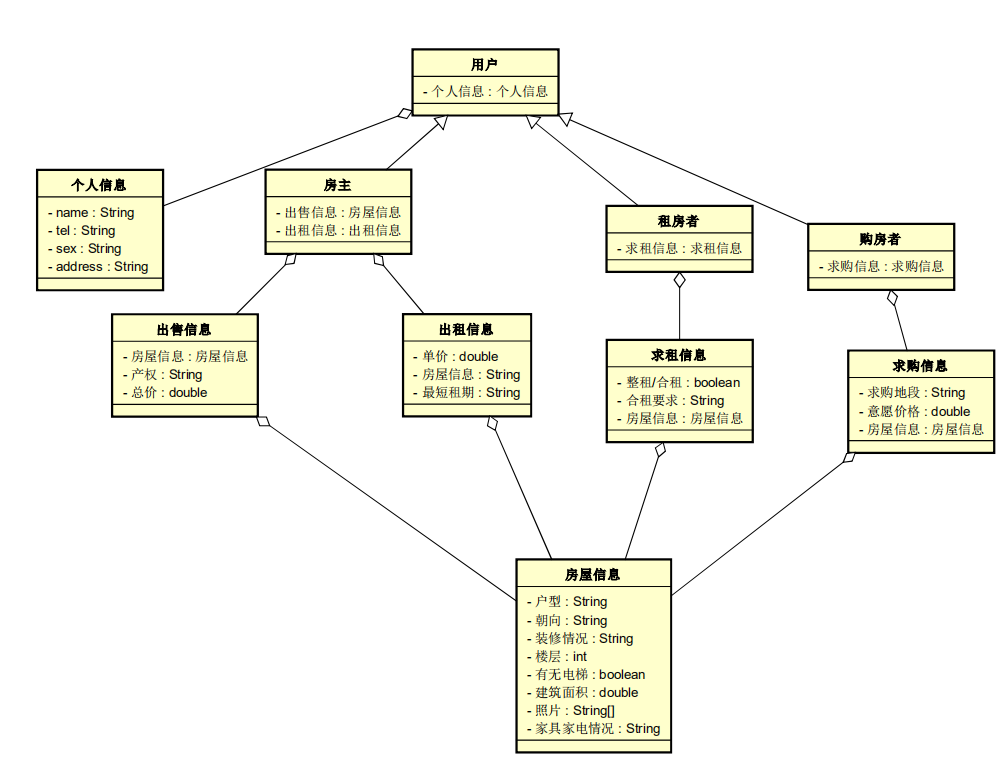 用户
- 个人信息 : 个人信息
个人信息
- name : String
- tel : String
- sex : String
- address : String
房主
- 出售信息 : 房屋信息
- 出租信息 : 出租信息
租房者
- 求租信息 : 求租信息
购房者
- 求购信息 : 求购信息
出售信息
- 房屋信息 : 房屋信息
- 产权 : String
- 总价 : double
出租信息
- 单价 : double
- 房屋信息 : String
- 最短租期 : String
求租信息
- 整租/合租 : boolean
- 合租要求 : String
- 房屋信息 : 房屋信息
求购信息
- 求购地段 : String
- 意愿价格 : double
- 房屋信息 : 房屋信息
房屋信息
- 户型 : String
- 朝向 : String
- 装修情况 : String
- 楼层 : int
- 有无电梯 : boolean
- 建筑面积 : double
- 照片 : String[]
- 家具家电情况 : String